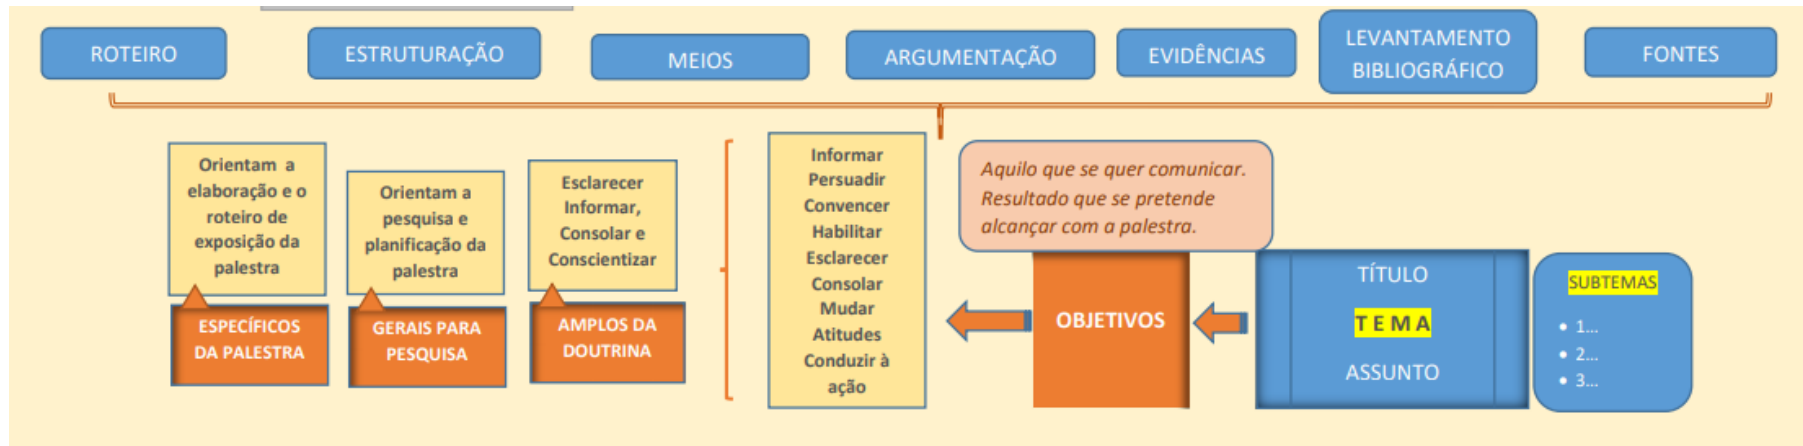 ROTEIRO
ESTRUTURAÇÃO
MEIOS
ARGUMENTAÇÃO
EVIDÊNCIAS
LEVANTAMENTO
BIBLIOGRÁFICO
FONTES
Orientam a
elaboração e o
roteiro de
exposição da
palestra
ESPECÍFICOS
DA PALESTRA
Orientam a
pesquisa e
planificação da
palestra
GERAIS PARA
PESQUISA
Esclarecer
Informar,
Consolar e
Conscientizar
AMPLOS DA
DOUTRINA
Informar
Persuadir
Convencer
Habilitar
Esclarecer
Consolar
Mudar
Atitudes
Conduzir à
ação
Aquilo que se quer comunicar.
Resultado que se pretende
alcançar com a palestra.
OBJETIVOS
TÍTULO
T E M A
ASSUNTO
SUBTEMAS
• 1...
• 2...
• 3...